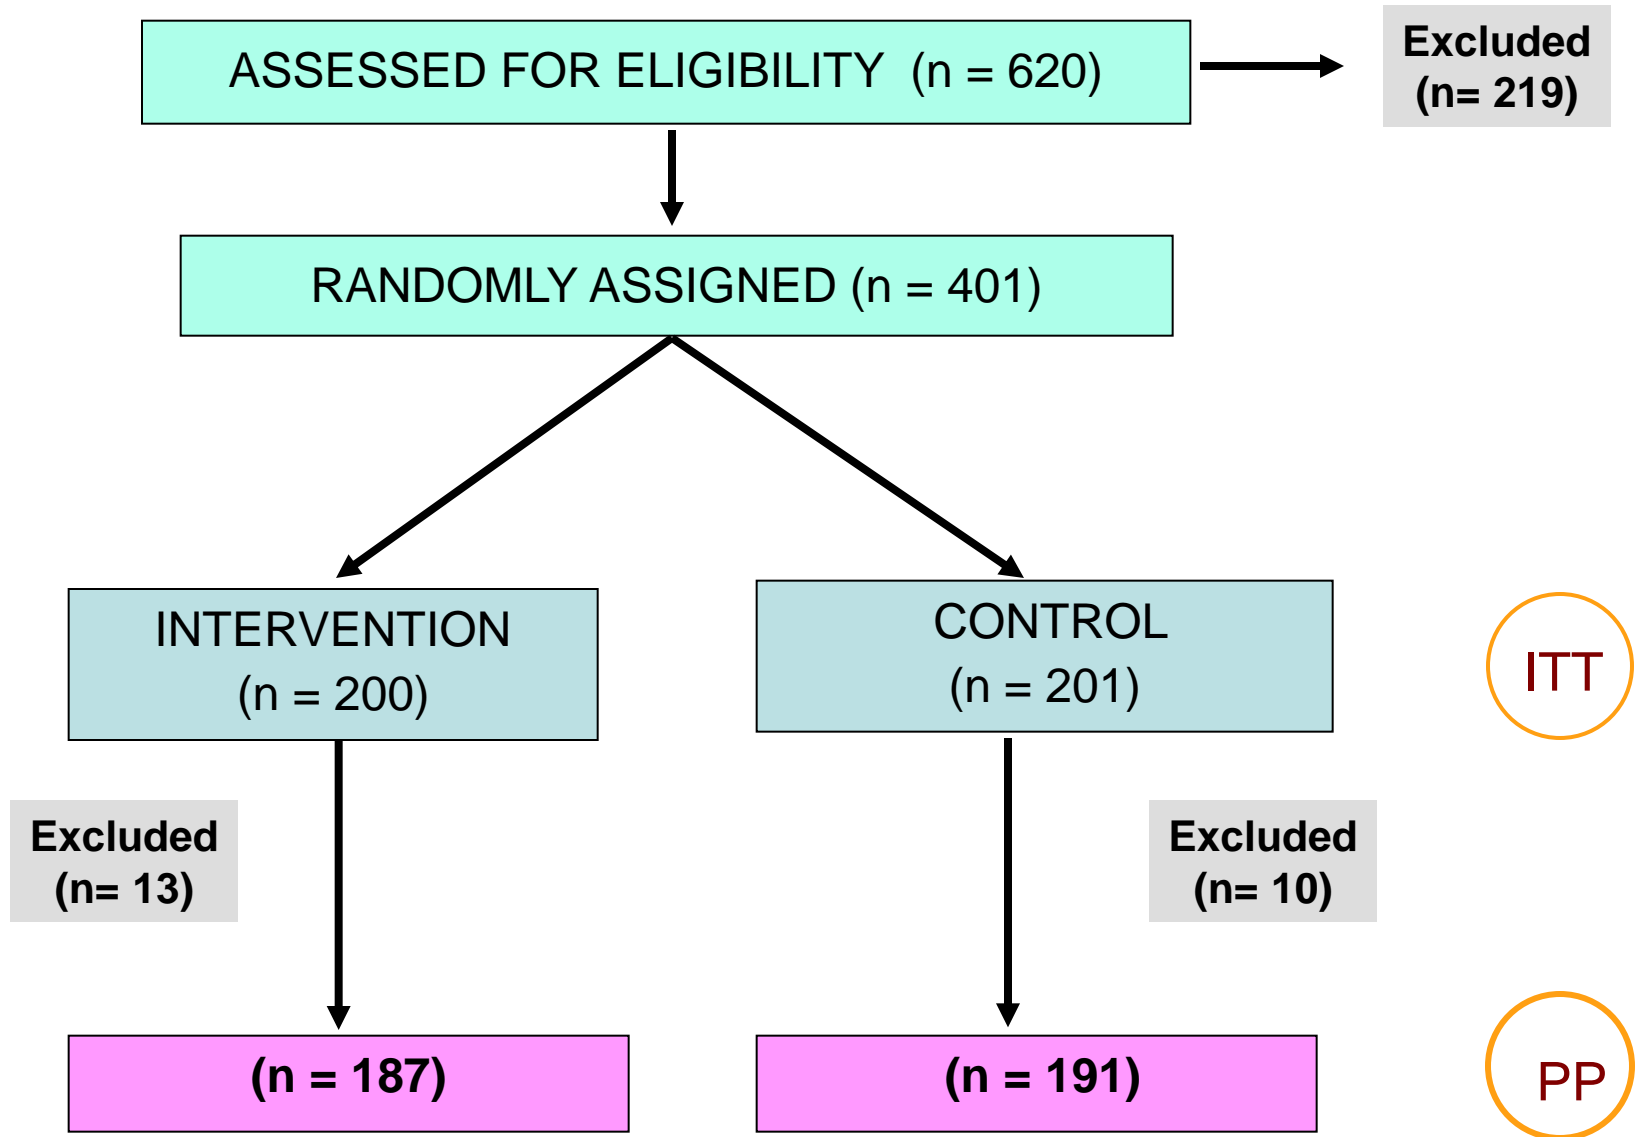 ASSESSED FOR ELIGIBILITY (n = 620)
Excluded
(n= 219)
RANDOMLY ASSIGNED (n = 401)
INTERVENTION
(n = 200)
CONTROL
(n = 201)
ITT
Excluded
(n= 13)
Excluded
(n= 10)
(n = 187)
(n = 191)
PP